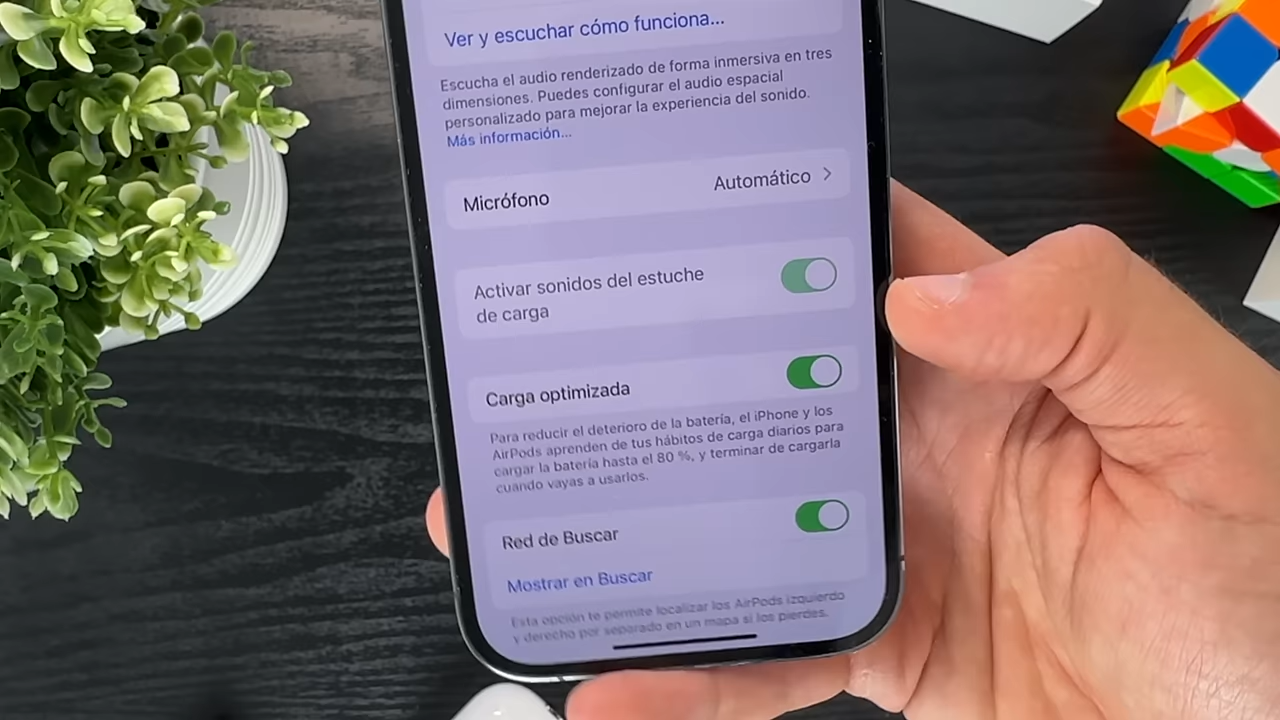 Ver y escuchar cómo funciona...
Escucha el audio renderizado de forma inmersiva en tres
dimensiones. Puedes configurar el audio espacial
personalizado para mejorar la experiencia del sonido.
Más información...
Micrófono Automático
Activar sonidos del estuche
de carga
Carga optimizada
Para reducir el deterioro de la batería, el iPhone y los
AirPods aprenden de tus hábitos de carga diarios para
cargar la batería hasta el 80 %, y terminar de cargarla
cuando vayas a usarlos.
Red de Buscar
Mostrar en Buscar
Esta opción te permite localizar los AirPods izquierdo
y derecho por separado en un mapa si los pierdes.